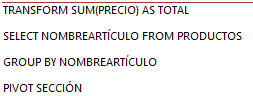 TRANSFORM SUM(PRECIO) AS TOTAL
SELECT NOMBREARTÍCULO FROM PRODUCTOS
GROUP BY NOMBREARTÍCULO
PIVOT SECCIÓN